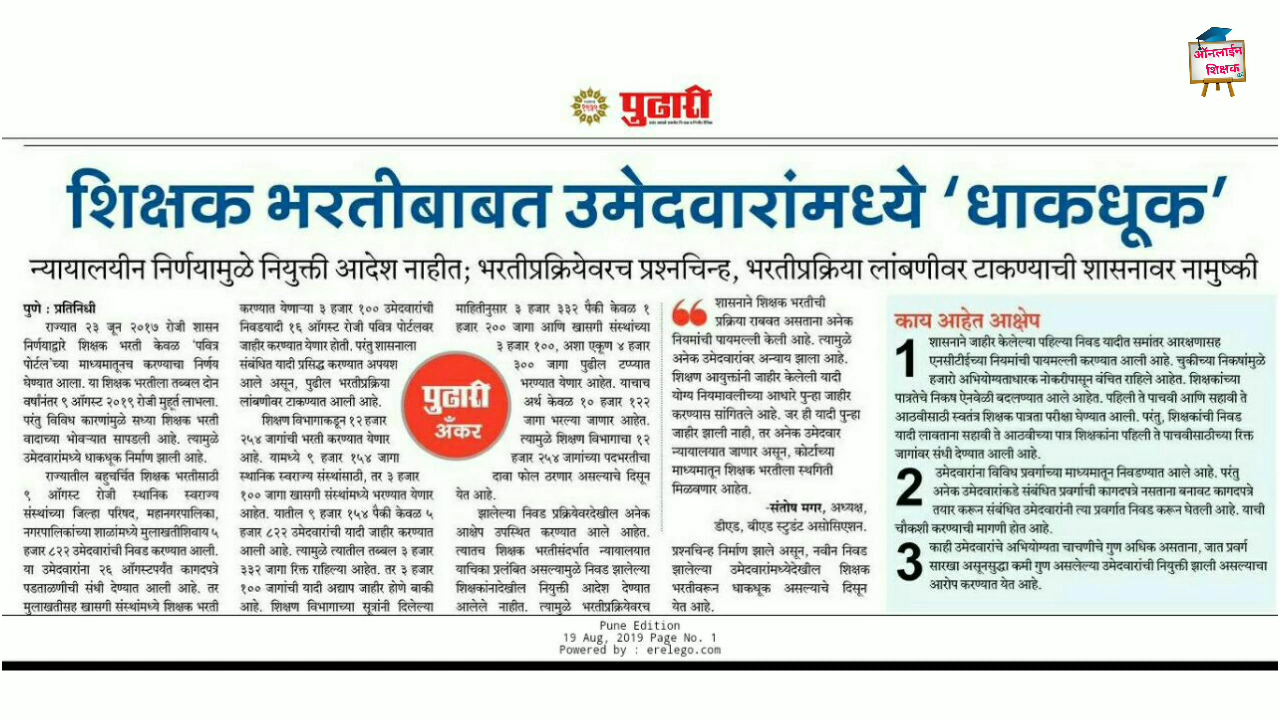 ऑनलाईन
शिक्षक
पुढारी
शिक्षक भरतीबाबत उमेदवारांमध्ये ‘धाकधूक’
न्यायालयीन निर्णयामुळे नियुक्ती आदेश नाहीत; भरतीप्रक्रियेवरच प्रश्नचिन्ह, भरतीप्रक्रिया लांबणीवर टाकण्याची शासनावर नामुष्की
पुणे : प्रतिनिधी
राज्यात २३ जून २०१७ रोजी शासन
निर्णयाद्वारे शिक्षक भरती केवळ ‘पवित्र
पोर्टल’च्या माध्यमातूनच करण्याचा निर्णय
घेण्यात आला. या शिक्षक भरतीला तब्बल दोन
वर्षांनंतर ९ ऑगस्ट २०१९ रोजी मुहूर्त लाभला.
परंतु विविध कारणांमुळे सध्या शिक्षक भरती
वादाच्या भोवऱ्यात सापडली आहे. त्यामुळे
उमेदवारांमध्ये धाकधूक निर्माण झाली आहे.
राज्यातील बहुचर्चित शिक्षक भरतीसाठी
९ ऑगस्ट रोजी स्थानिक स्वराज्य
संस्थांच्या जिल्हा परिषद, महानगरपालिका,
नगरपालिकांच्या शाळांमध्ये मुलाखतीशिवाय ५
हजार ८२२ उमेदवारांची निवड करण्यात आली.
या उमेदवारांना २६ ऑगस्टपर्यंत कागदपत्रे
पडताळणीची संधी देण्यात आली आहे. तर
मुलाखतीसह खासगी संस्थांमध्ये शिक्षक भरती
करण्यात येणाऱ्या ३ हजार १०० उमेदवारांची
निवडयादी १६ ऑगस्ट रोजी पवित्र पोर्टलवर
जाहीर करण्यात येणार होती. परंतु शासनाला
संबंधित यादी प्रसिद्ध करण्यात अपयश
आले असून, पुढील भरतीप्रक्रिया
लांबणीवर टाकण्यात आली आहे.
शिक्षण विभागाकडून १२ हजार
२५४ जागांची भरती करण्यात येणार
आहे. यामध्ये ९ हजार १५४ जागा
स्थानिक स्वराज्य संस्थांसाठी, तर ३ हजार
१०० जागा खासगी संस्थांमध्ये भरण्यात येणार
आहेत. यातील ९ हजार १५४ पैकी केवळ ५
हजार ८२२ उमेदवारांची यादी जाहीर करण्यात
आली आहे. त्यामुळे त्यातील तब्बल ३ हजार
३३२ जागा रिक्त राहिल्या आहेत. तर ३ हजार
१०० जागांची यादी अद्याप जाहीर होणे बाकी
आहे. शिक्षण विभागाच्या सूत्रांनी दिलेल्या
पुढारी
अँकर
माहितीनुसार ३ हजार ३३२ पैकी केवळ १
हजार २०० जागा आणि खासगी संस्थांच्या
३ हजार १००, अशा एकूण ४ हजार
३०० जागा पुढील टप्प्यात
भरण्यात येणार आहेत. याचाच
अर्थ केवळ १० हजार १२२
जागा भरल्या जाणार आहेत.
त्यामुळे शिक्षण विभागाचा १२
हजार २५४ जागांच्या पदभरतीचा
दावा फोल ठरणार असल्याचे दिसून
येत आहे.
झालेल्या निवड प्रक्रियेवरदेखील अनेक
आक्षेप उपस्थित करण्यात आले आहेत.
त्यातच शिक्षक भरतीसंदर्भात न्यायालयात
याचिका प्रलंबित असल्यामुळे निवड झालेल्या
शिक्षकांनादेखील नियुक्ती आदेश देण्यात
आलेले नाहीत. त्यामुळे भरतीप्रक्रियेवरच
शासनाने शिक्षक भरतीची
प्रक्रिया राबवत असताना अनेक
नियमांची पायमल्ली केली आहे. त्यामुळे
अनेक उमेदवारांवर अन्याय झाला आहे.
शिक्षण आयुक्तांनी जाहीर केलेली यादी
योग्य नियमावलीच्या आधारे पुन्हा जाहीर
करण्यास सांगितले आहे. जर ही यादी पुन्हा
जाहीर झाली नाही, तर अनेक उमेदवार
न्यायालयात जाणार असून, कोर्टाच्या
माध्यमातून शिक्षक भरतीला स्थगिती
मिळवणार आहेत.
-संतोष मगर, अध्यक्ष,
डीएड, बीएड स्टुडंट असोसिएशन.
प्रश्नचिन्ह निर्माण झाले असून, नवीन निवड
झालेल्या उमेदवारांमध्येदेखील शिक्षक
भरतीवरून धाकधूक असल्याचे दिसून
येत आहे.
काय आहेत आक्षेप
1 शासनाने जाहीर केलेल्या पहिल्या निवड यादीत समांतर आरक्षणासह
एनसीटीईच्या नियमांची पायमल्ली करण्यात आली आहे. चुकीच्या निकषांमुळे
हजारो अभियोग्यताधारक नोकरीपासून वंचित राहिले आहेत. शिक्षकांच्या
पात्रतेचे निकष ऐनवेळी बदलण्यात आले आहेत. पहिली ते पाचवी आणि सहावी ते
आठवीसाठी स्वतंत्र शिक्षक पात्रता परीक्षा घेण्यात आली. परंतु, शिक्षकांची निवड
यादी लावताना सहावी ते आठवीच्या पात्र शिक्षकांना पहिली ते पाचवीसाठीच्या रिक्त
जागांवर संधी देण्यात आली आहे.
2 उमेदवारांना विविध प्रवर्गाच्या माध्यमातून निवडण्यात आले आहे. परंतु
अनेक उमेदवारांकडे संबंधित प्रवर्गाची कागदपत्रे नसताना बनावट कागदपत्रे
तयार करून संबंधित उमेदवारांनी त्या प्रवर्गात निवड करून घेतली आहे. याची
चौकशी करण्याची मागणी होत आहे.
3 काही उमेदवारांचे अभियोग्यता चाचणीचे गुण अधिक असताना, जात प्रवर्ग
सारखा असूनसुद्धा कमी गुण असलेल्या उमेदवारांची नियुक्ती झाली असल्याचा
आरोप करण्यात येत आहे.
Pune Edition
19 Aug, 2019 Page No. 1
Powered by : erelego.com